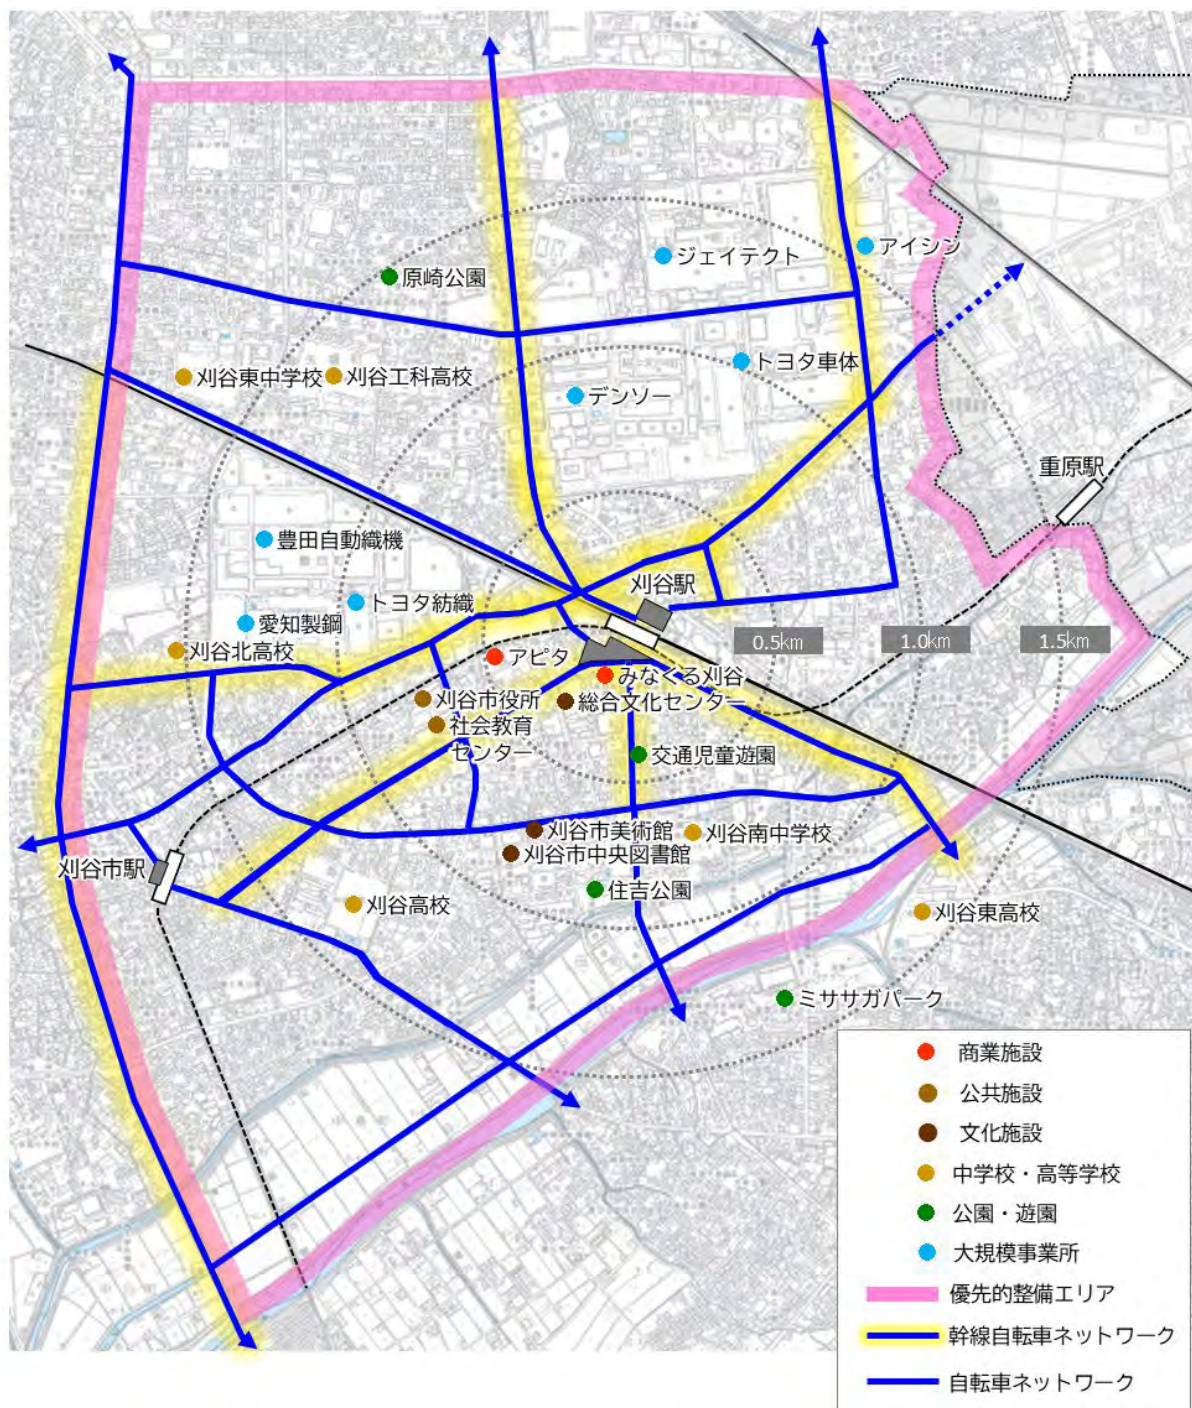 アイシン
ジェイテクト
原崎公園
トヨタ車体
刈谷東中学校
刈谷工科高校
デンソー
重原駅
豊田自動織機
刈谷駅
トヨタ紡織
愛知製鋼
0.5km
1.0km
1.5km
刈谷北高校
アピタ
みなくる刈谷
刈谷市役所
総合文化センター
社会教育
センター
交通児童遊園
刈谷市美術館
刈谷南中学校
刈谷市中央図書館
刈谷市駅
住吉公園
刈谷高校
刈谷東高校
ミササガパーク
商業施設
公共施設
文化施設
中学校・高等学校
公園・遊園
大規模事業所
優先的整備エリア
幹線自転車ネットワーク
自転車ネットワーク